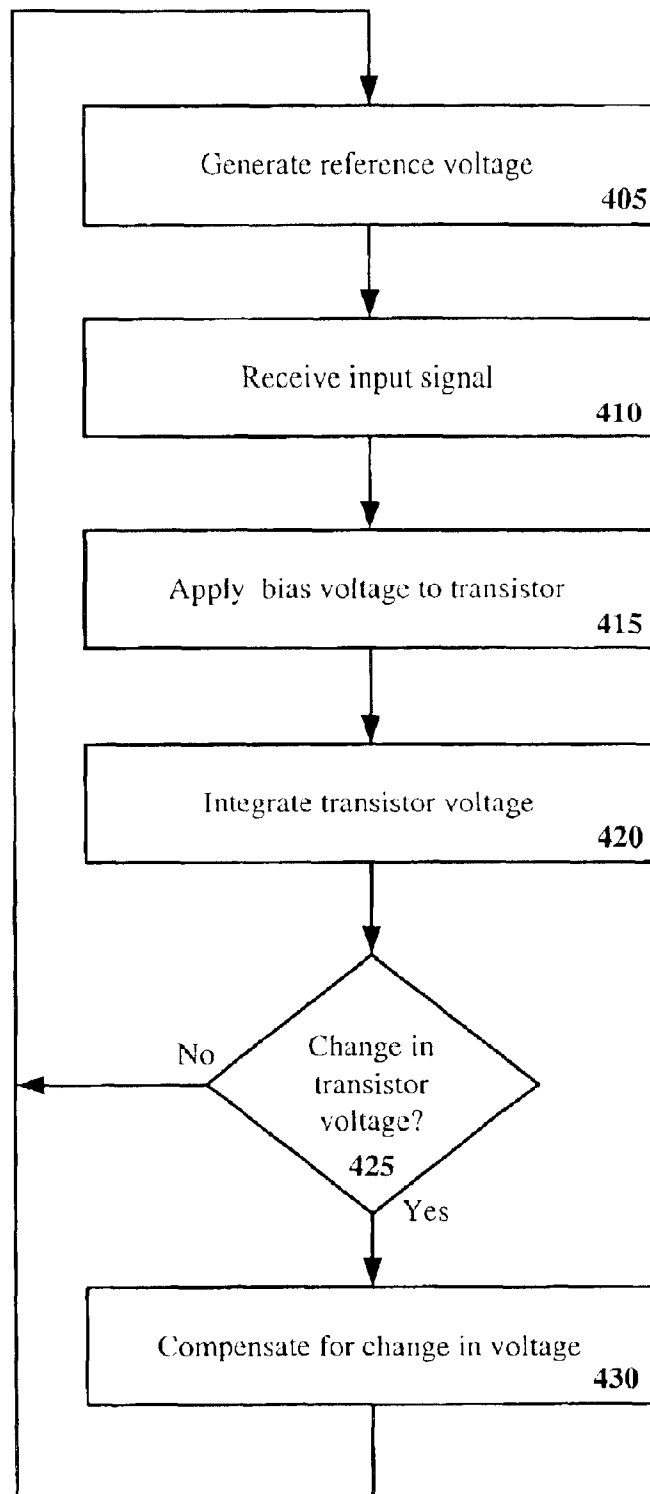 Generate reference voltage
405
Receive input signal
410
Apply bias voltage to transistor
415
Integrate transistor voltage
420
No
Change in
transistor
voltage?
425
Yes
Compensate for change in voltage
430